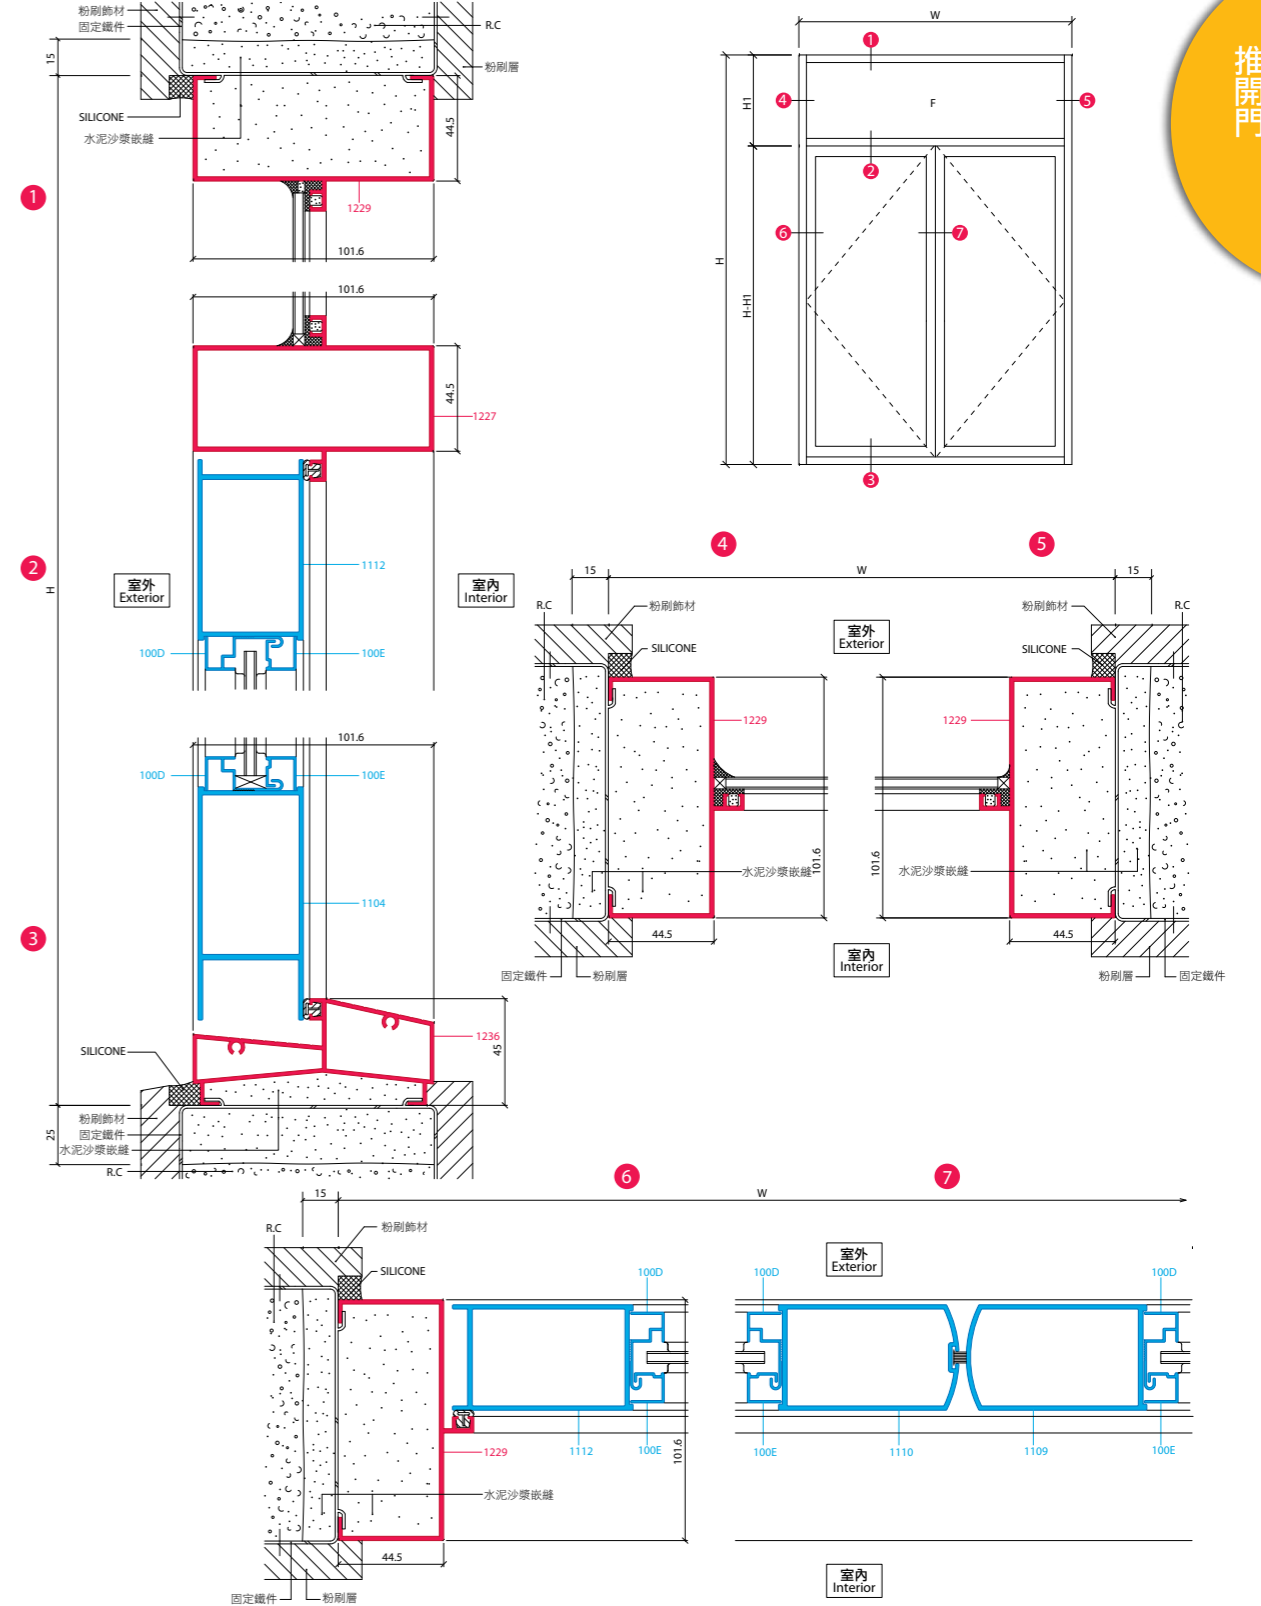 粉刷飾材
固定鐵件
R.C
15
粉刷層
SILICONE
水泥沙漿嵌縫
44.5
1
1229
101.6
101.6
44.5
1227
2
H
室外
Exterior
1112
室內
Interior
100D
100E
101.6
100D
100E
1104
3
1236
45
SILICONE
粉刷飾材
固定鐵件
25
水泥沙漿嵌縫
R.C
W
1
H1
4
F
5
2
6
7
H
H-H1
3
推開門
4
5
15
W
15
R.C
粉刷飾材
粉刷飾材
R.C
室外
Exterior
SILICONE
SILICONE
1229
1229
水泥沙漿嵌縫
101.6
101.6
水泥沙漿嵌縫
44.5
44.5
室內
Interior
固定鐵件
粉刷層
粉刷層
固定鐵件
6
7
15
W
R.C
粉刷飾材
SILICONE
室外
Exterior
100D
100D
100D
1229
1112
100E
101.6
100E
1110
1109
100E
水泥沙漿嵌縫
44.5
室內
Interior
固定鐵件
粉刷層